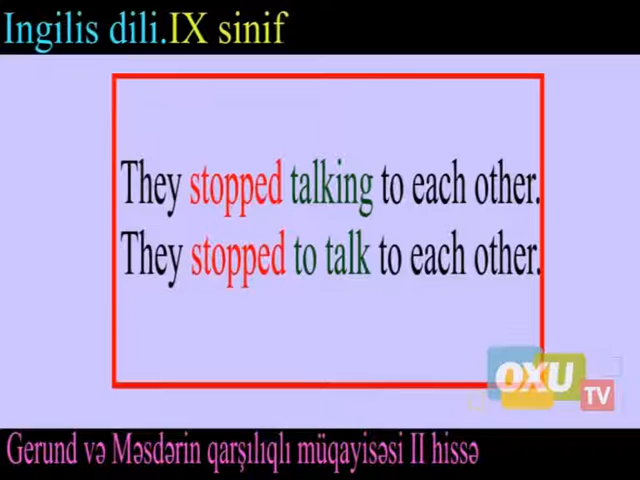 Ingilis dili.IX sinif
They stopped talking to each other.
They stopped to talk to each other.
OXU
TV
Gerund və Məsdərin qarşılıqlı müqayisəsi II hissə